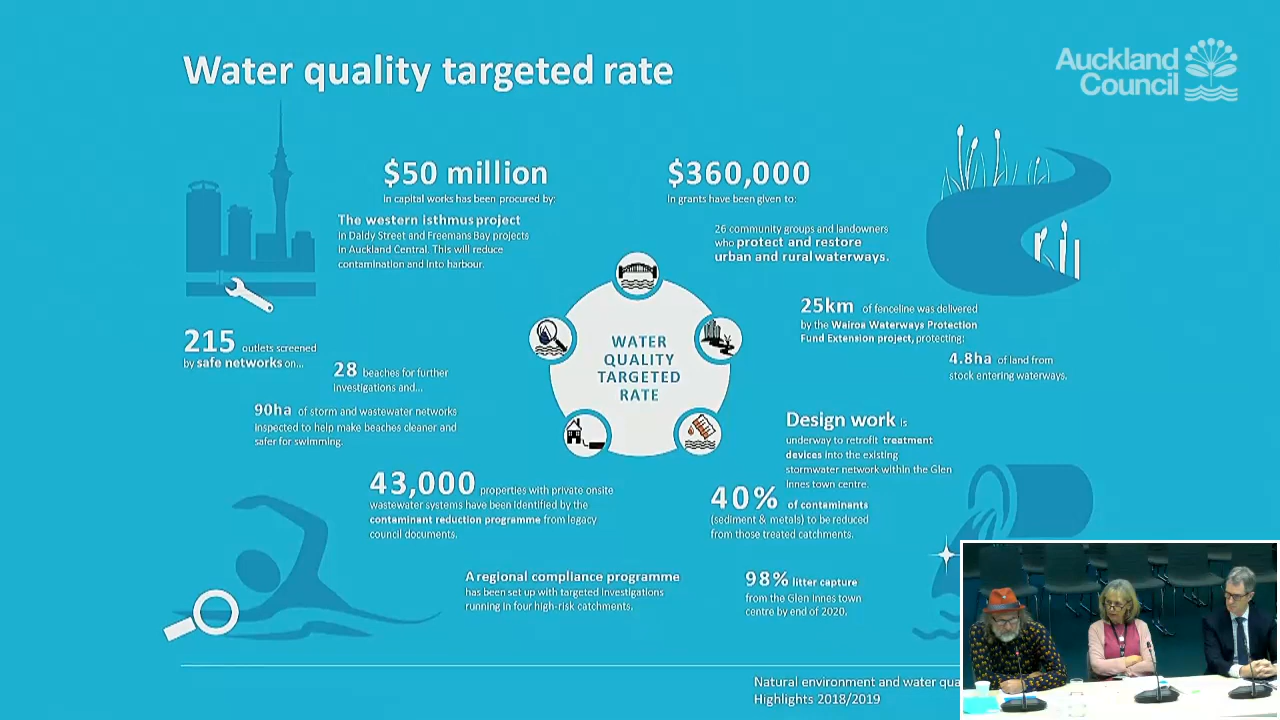 Water quality targeted rate
Auckland
Council
$50 million
in capital works has been procured by:
The western isthmus project
in Daldy Street and Freemans Bay projects
in Auckland Central. This will reduce
contamination and into harbour.
$360,000
In grants have been given to:
26 community groups and landowners
who protect and restore
urban and rural waterways.
215 outlets screened
by safe networks on...
28 beaches for further
investigations and...
90ha of storm and wastewater networks
inspected to help make beaches cleaner and
safer for swimming.
WATER
QUALITY
TARGETED
RATE
25km of fenceline was delivered
by the Wairoa Waterways Protection
Fund Extension project, protecting:
4.8ha of land from
stock entering waterways.
Design work is
underway to retrofit treatment
devices into the existing
stormwater network within the Glen
Innes town centre.
43,000 properties with private onsite
wastewater systems have been identified by the
contaminant reduction programme from legacy
council documents.
40% of contaminants
(sediment & metals) to be reduced
from those treated catchments.
A regional compliance programme
has been set up with targeted investigations
running in four high-risk catchments.
98% litter capture
from the Glen Innes town
centre by end of 2020.
Natural environment and water qua
Highlights 2018/2019